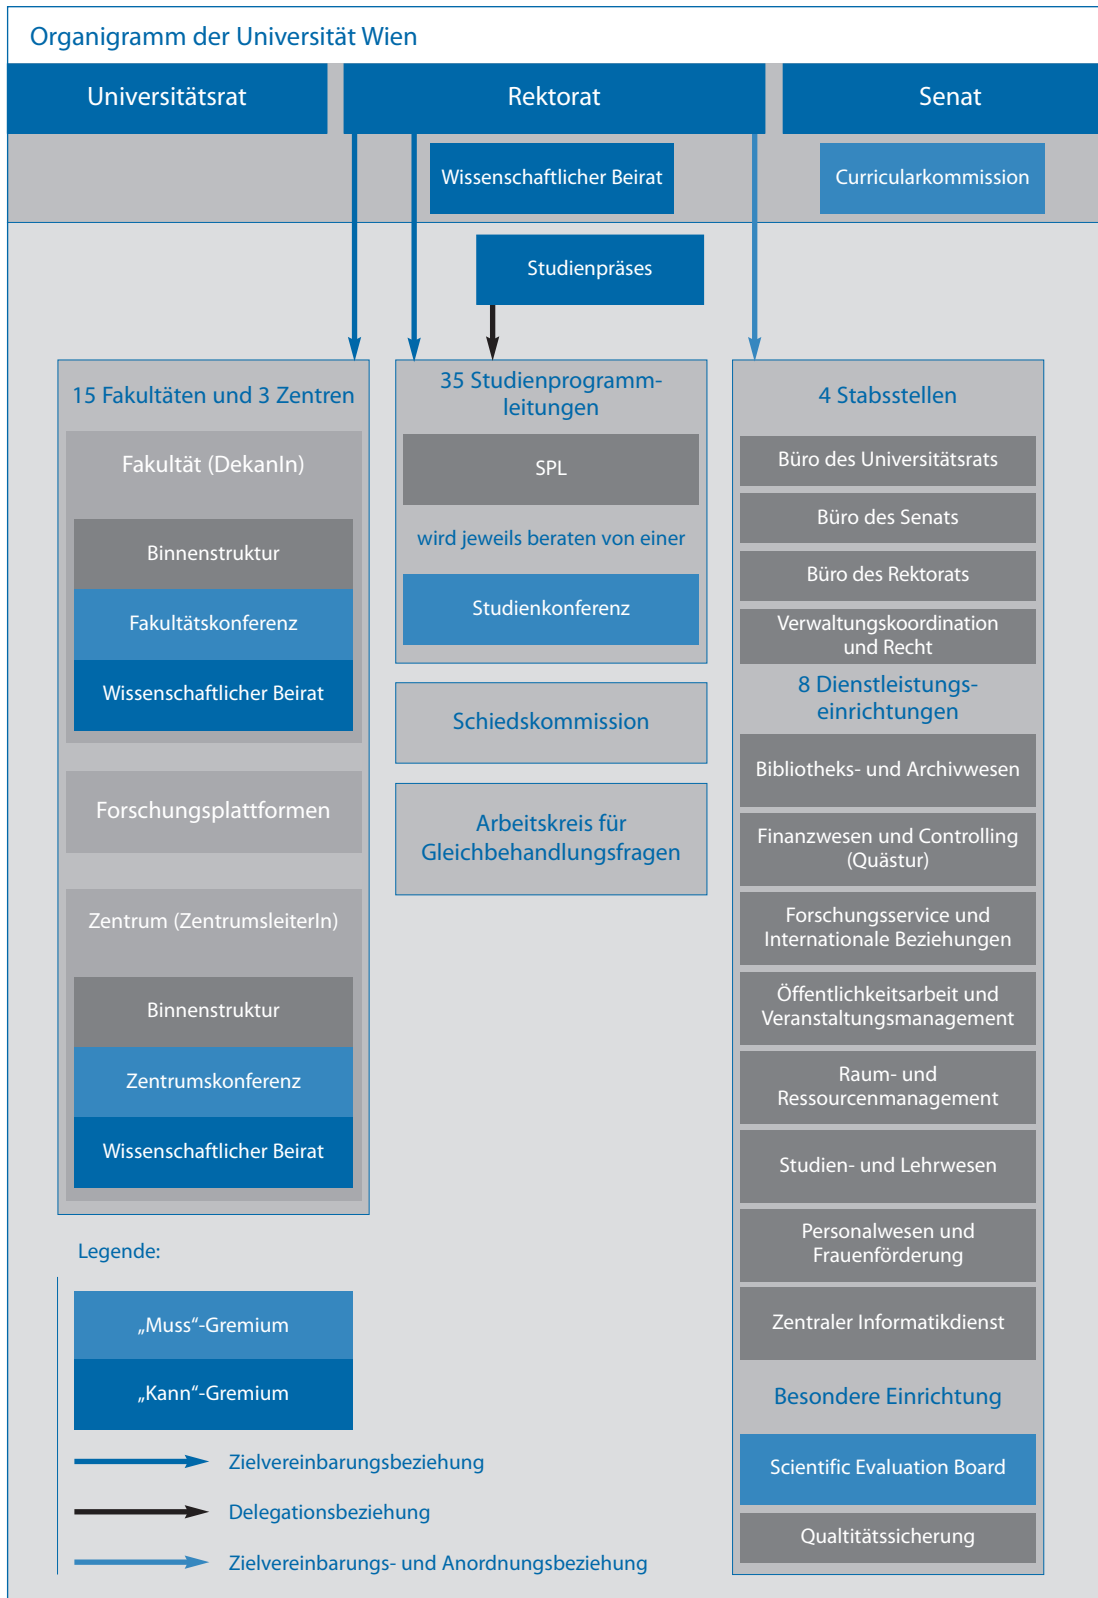 Organigramm der Universität Wien
Universitätsrat
Rektorat
Senat
Wissenschaftlicher Beirat
Curricularkommission
Studienpräses
15 Fakultäten und 3 Zentren
Fakultät (DekanIn)
Binnenstruktur
Fakultätskonferenz
Wissenschaftlicher Beirat
Forschungsplattformen
Zentrum (ZentrumsleiterIn)
Binnenstruktur
Zentrumskonferenz
Wissenschaftlicher Beirat
35 Studienprogramm-
leitungen
SPL
wird jeweils beraten von einer
Studienkonferenz
Schiedskommission
Arbeitskreis für
Gleichbehandlungsfragen
4 Stabsstellen
Büro des Universitätsrats
Büro des Senats
Büro des Rektorats
Verwaltungskoordination
und Recht
8 Dienstleistungs-
einrichtungen
Bibliotheks- und Archivwesen
Finanzwesen und Controlling
(Quästur)
Forschungsservice und
Internationale Beziehungen
Öffentlichkeitsarbeit und
Veranstaltungsmanagement
Raum- und
Ressourcenmanagement
Studien- und Lehrwesen
Personalwesen und
Frauenförderung
Zentraler Informatikdienst
Besondere Einrichtung
Scientific Evaluation Board
Qualtitätssicherung
Legende:
„Muss“-Gremium
„Kann“-Gremium
Zielvereinbarungsbeziehung
Delegationsbeziehung
Zielvereinbarungs- und Anordnungsbeziehung